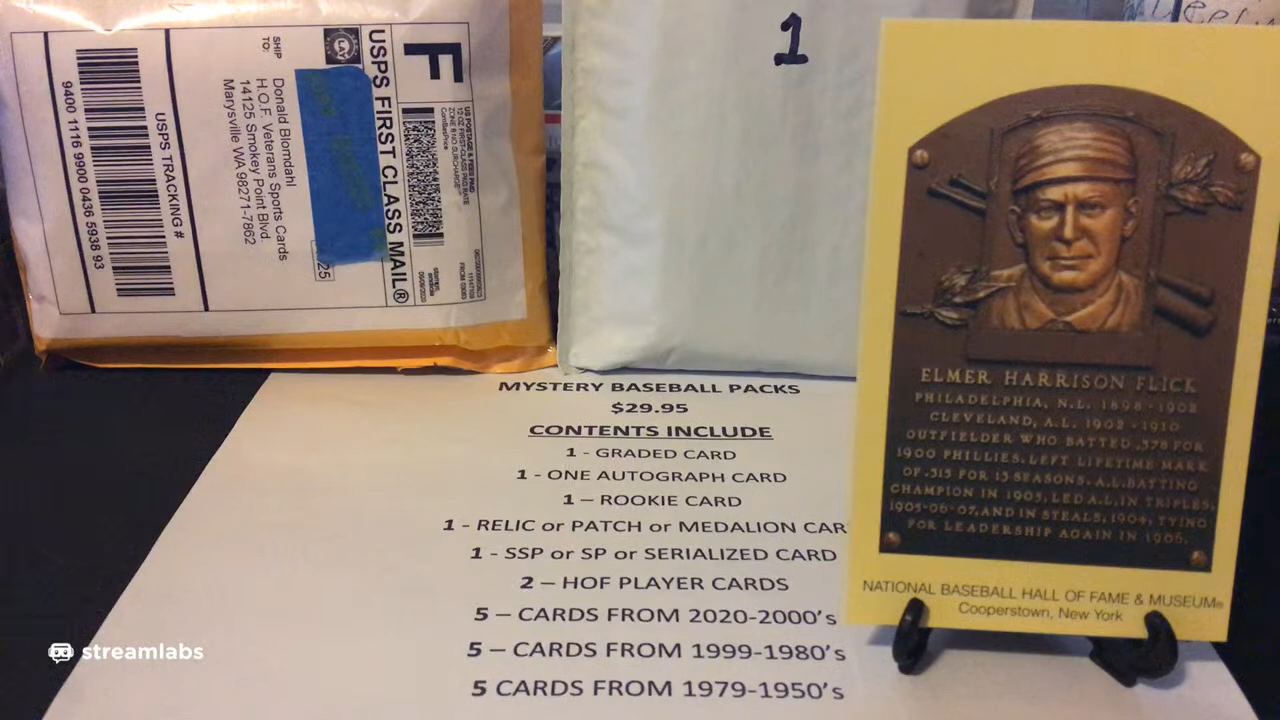 F
US POSTAGE & FEES PAID
USPS FIRST CLASS MAIL®
SHIP
TO:
Donald Blomdahl
H.O.F. Veterans Sports Cards
14125 Smokey Point Blvd.
Marysville WA 98271-7862
USPS TRACKING #
9400 1116 9900 0436 5938 93
1
MYSTERY BASEBALL PACKS
$29.95
CONTENTS INCLUDE
1 - GRADED CARD
1 - ONE AUTOGRAPH CARD
1 – ROOKIE CARD
1 - RELIC or PATCH or MEDALION CAR
1 - SSP or SP or SERIALIZED CARD
2 – HOF PLAYER CARDS
5 – CARDS FROM 2020-2000's
5 – CARDS FROM 1999-1980's
5 CARDS FROM 1979-1950's
ELMER HARRISON FLICK
PHILADELPHIA, N.L. 1898-1902
CLEVELAND, A.L. 1902-1910
OUTFIELDER WHO BATTED .378 FOR
1900 PHILLIES. LEFT LIFETIME MARK
OF .315 FOR 13 SEASONS. A.L. BATTING
CHAMPION IN 1905. LED A.L. IN TRIPLES,
1905-06-07, AND IN STEALS, 1904, TYING
FOR LEADERSHIP AGAIN IN 1906.
NATIONAL BASEBALL HALL OF FAME & MUSEUM®
Cooperstown, New York
streamlabs